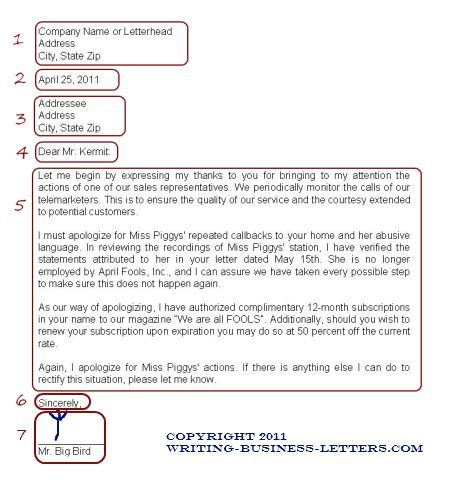 1
Company Name or Letterhead
Address
City, State Zip
2
April 25, 2011
3
Addressee
Address
City, State Zip
4
Dear Mr. Kermit:
5
Let me begin by expressing my thanks to you for bringing to my attention the
actions of one of our sales representatives. We periodically monitor the calls of our
telemarketers. This is to ensure the quality of our service and the courtesy extended
to potential customers.
I must apologize for Miss Piggys' repeated callbacks to your home and her abusive
language. In reviewing the recordings of Miss Piggys' station, I have verified the
statements attributed to her in your letter dated May 15th. She is no longer
employed by April Fools, Inc., and I can assure we have taken every possible step
to make sure this does not happen again.
As our way of apologizing, I have authorized complimentary 12-month subscriptions
in your name to our magazine "We are all FOOLS". Additionally, should you wish to
renew your subscription upon expiration you may do so at 50 percent off the current
rate.
Again, I apologize for Miss Piggys' actions. If there is anything else I can do to
rectify this situation, please let me know.
6
Sincerely,
7
Mr. Big Bird
COPYRIGHT 2011
WRITING-BUSINESS-LETTERS.COM